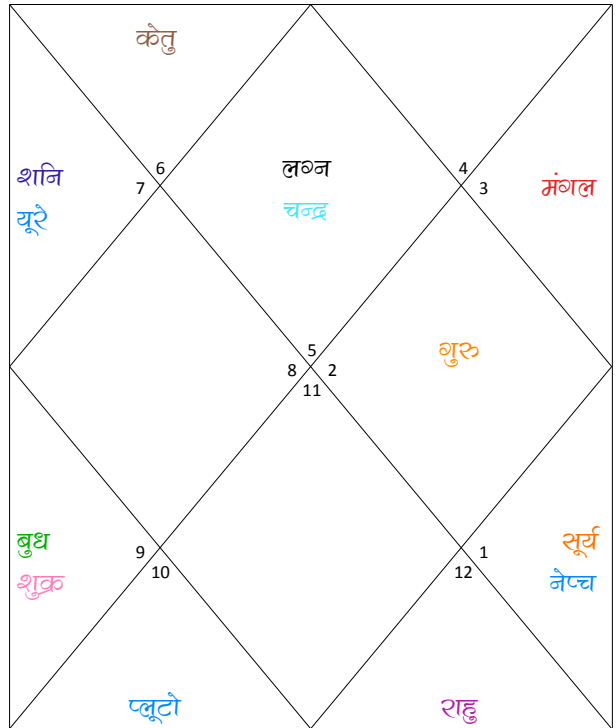 केतु
6
4
लग्न
शनि
7
3
मंगल
यूरे
चन्द्र
5
गुरु
8
2
11
बुध
9
1
सूर्य
शुक्र
10
12
नेप्च
प्लूटो
राहु